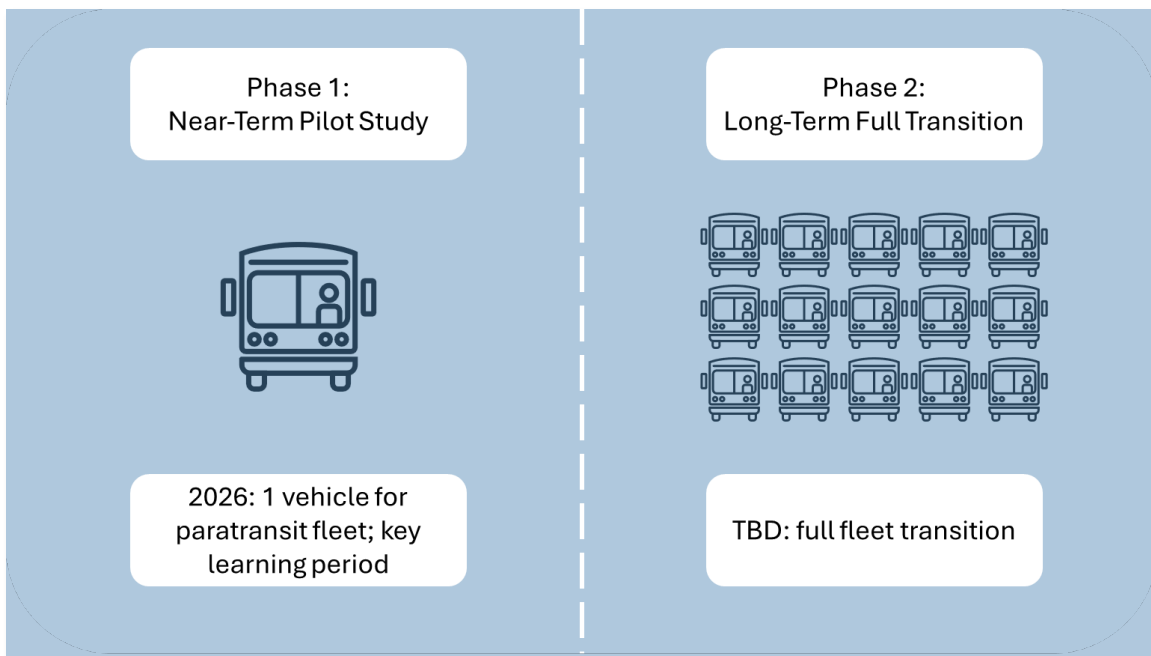 Phase 1:
Near-Term Pilot Study
Phase 2:
Long-Term Full Transition
2026: 1 vehicle for
paratransit fleet; key
learning period
TBD: full fleet transition